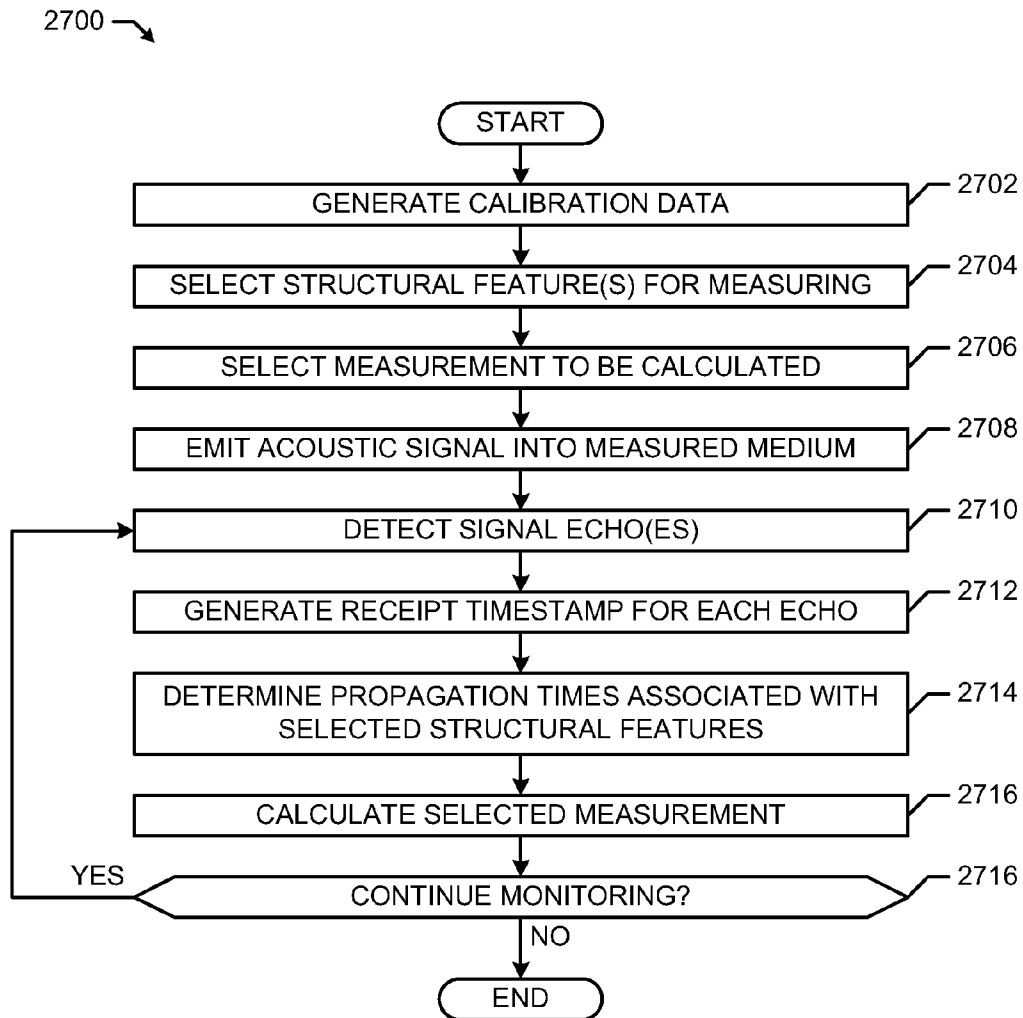 2700
START
GENERATE CALIBRATION DATA
2702
SELECT STRUCTURAL FEATURE(S) FOR MEASURING
2704
SELECT MEASUREMENT TO BE CALCULATED
2706
EMIT ACOUSTIC SIGNAL INTO MEASURED MEDIUM
2708
DETECT SIGNAL ECHO(ES)
2710
GENERATE RECEIPT TIMESTAMP FOR EACH ECHO
2712
DETERMINE PROPAGATION TIMES ASSOCIATED WITH
SELECTED STRUCTURAL FEATURES
2714
CALCULATE SELECTED MEASUREMENT
2716
YES
CONTINUE MONITORING?
2716
NO
END